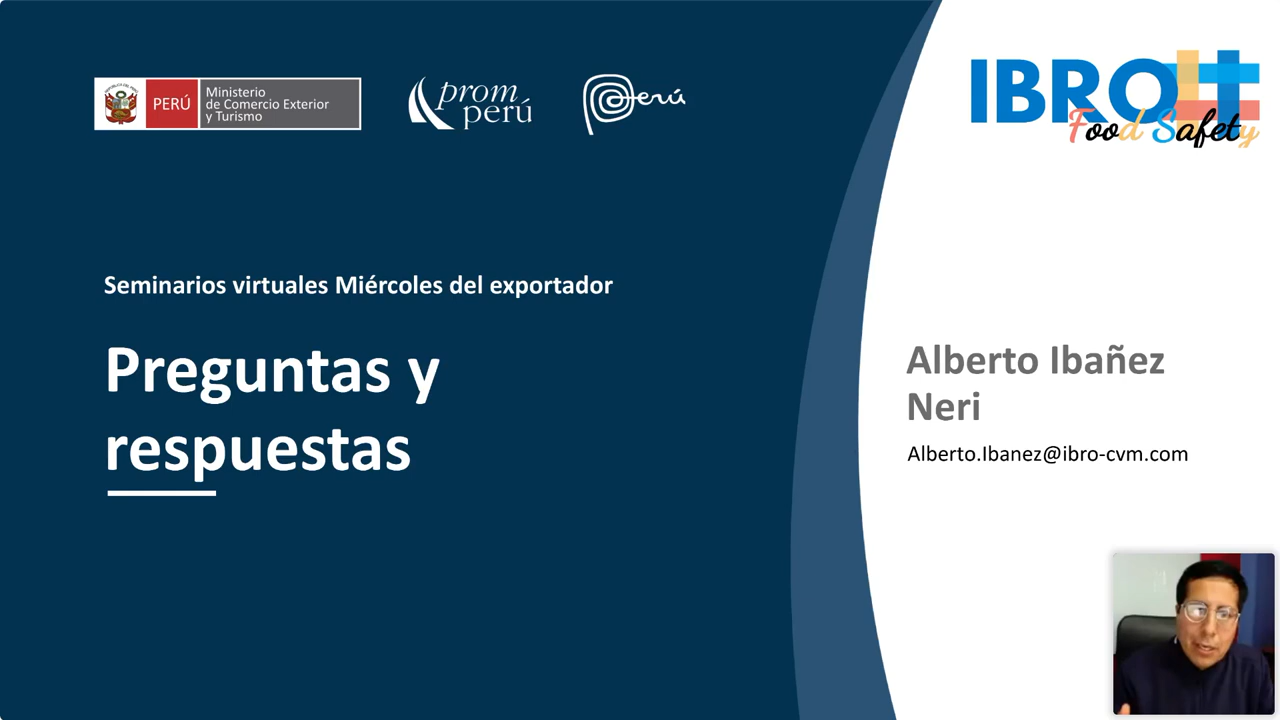 PERÚ
Ministerio
de Comercio Exterior
y Turismo
prom
perú
Perú
IBRO
Food Safety
Seminarios virtuales Miércoles del exportador
Preguntas y
respuestas
Alberto Ibañez
Neri
Alberto.Ibanez@ibro-cvm.com